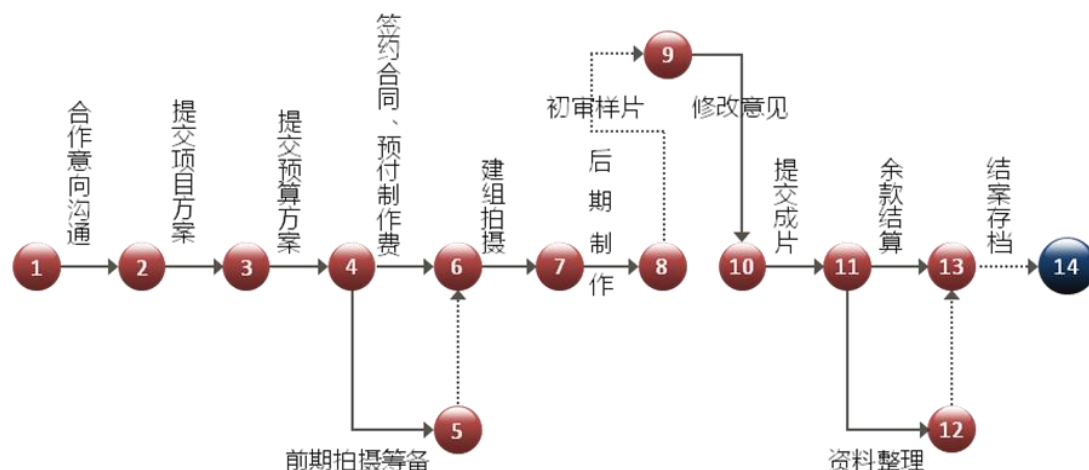 合作意向沟通
提交项目方案
提交预算方案
签约合同、预付制作费
建组拍摄
后期制作
初审样片
修改意见
提交成片
余款结算
结案存档
1
2
3
4
5
6
7
8
9
10
11
12
13
14
前期拍摄筹备
资料整理